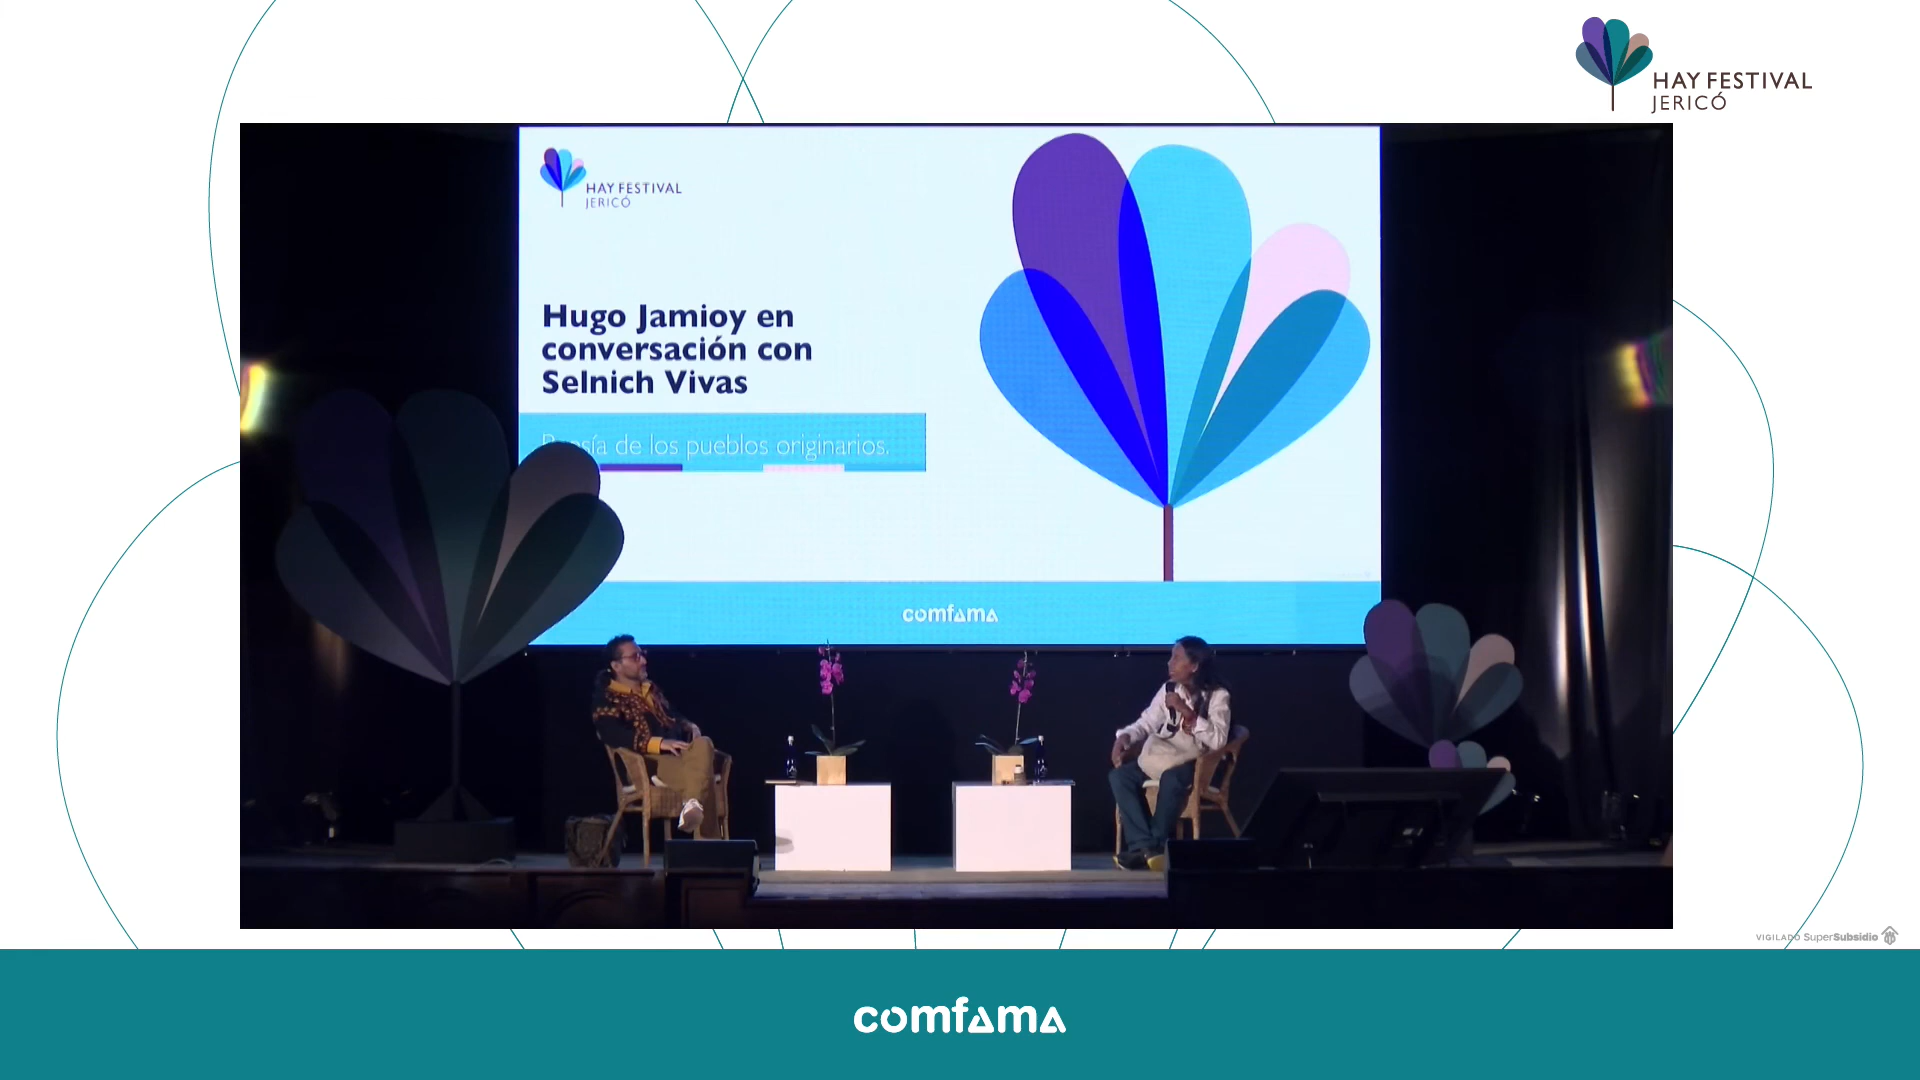 HAY FESTIVAL
JERICÓ
HAY FESTIVAL
JERICÓ
Hugo Jamioy en
conversación con
Selnich Vivas
Poesía de los pueblos originarios.
comfama
VIGILADO SuperSubsidio
comfama